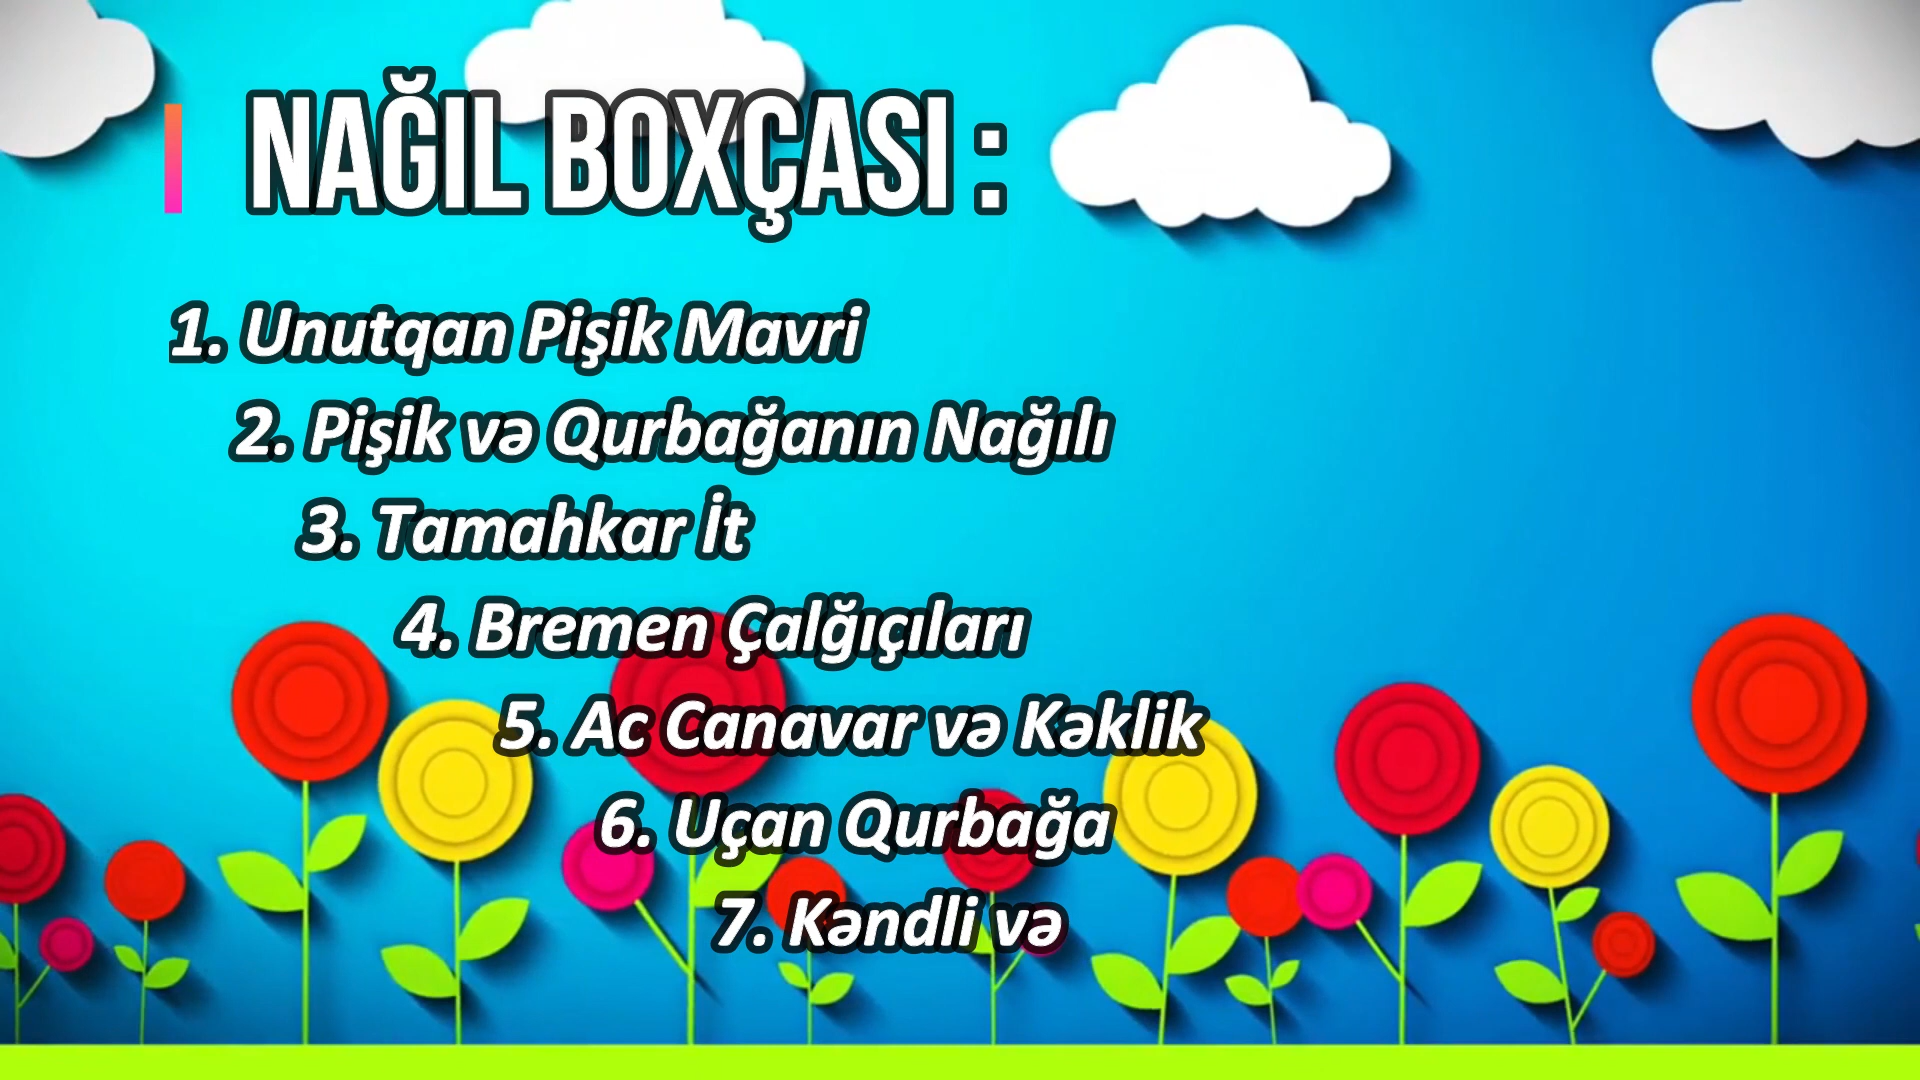 NAĞIL BOXÇASI :
1. Unutqan Pişik Mavri
2. Pişik və Qurbağanın Nağılı
3. Tamahkar İt
4. Bremen Çalğıçıları
5. Ac Canavar və Kəklik
6. Uçan Qurbağa
7. Kəndli və